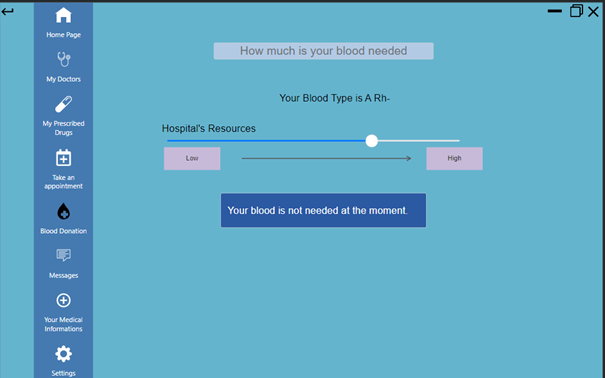 Home Page
My Doctors
My Prescribed
Drugs
Take an
appointment
Blood Donation
Messages
Your Medical
Informations
Settings
How much is your blood needed
Your Blood Type is A Rh-
Hospital's Resources
Low
High
Your blood is not needed at the moment.